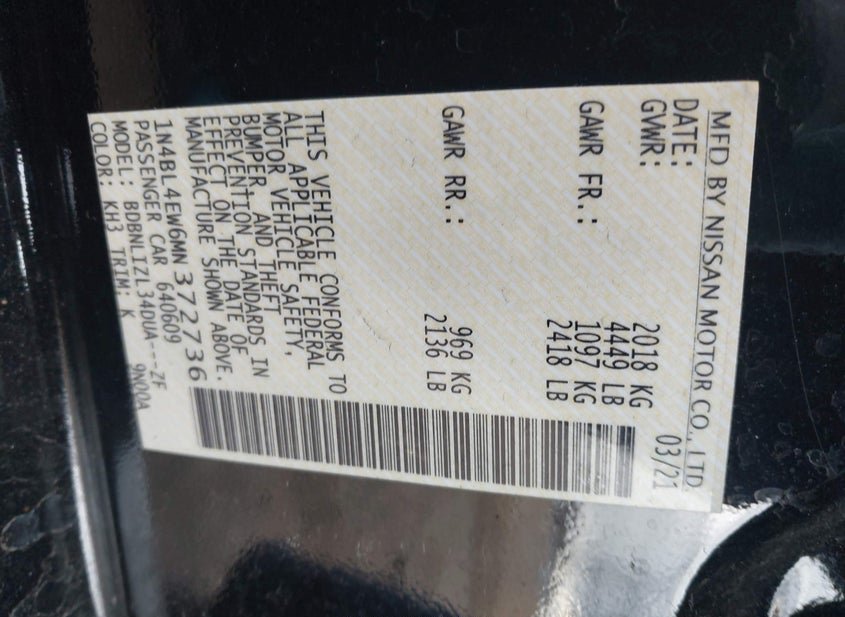 MFD BY NISSAN MOTOR CO., LTD.
DATE: 03/21
GVWR: 2018 KG
4449 LB
GAWR FR.: 1097 KG
2418 LB
GAWR RR.: 969 KG
2136 LB
THIS VEHICLE CONFORMS TO
ALL APPLICABLE FEDERAL
MOTOR VEHICLE SAFETY,
BUMPER, AND THEFT
PREVENTION STANDARDS IN
EFFECT ON THE DATE OF
MANUFACTURE SHOWN ABOVE.
1N4BL4EW6MN372736
PASSENGER CAR 640609
MODEL: BDBNLIZL34DUA---ZF
COLOR: KH3 TRIM: K 9N00A